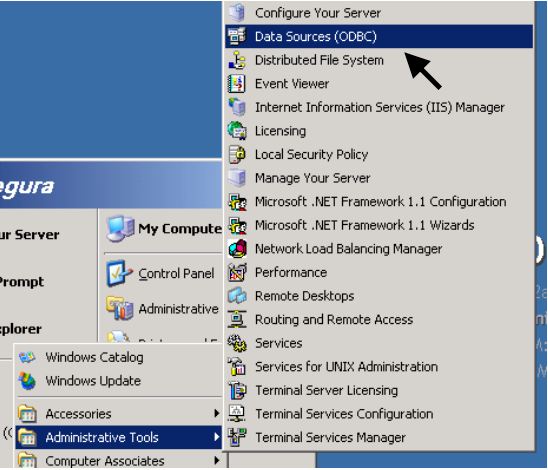 Configure Your Server
Data Sources (ODBC)
Distributed File System
Event Viewer
Internet Information Services (IIS) Manager
Licensing
Local Security Policy
Manage Your Server
Microsoft .NET Framework 1.1 Configuration
Microsoft .NET Framework 1.1 Wizards
Network Load Balancing Manager
Performance
Remote Desktops
Routing and Remote Access
Services
Services for UNIX Administration
Terminal Server Licensing
Terminal Services Configuration
Terminal Services Manager
egura
ur Server
Prompt
xplorer
My Compute
Control Panel
Administrative
Windows Catalog
Windows Update
Accessories
Administrative Tools
Computer Associates